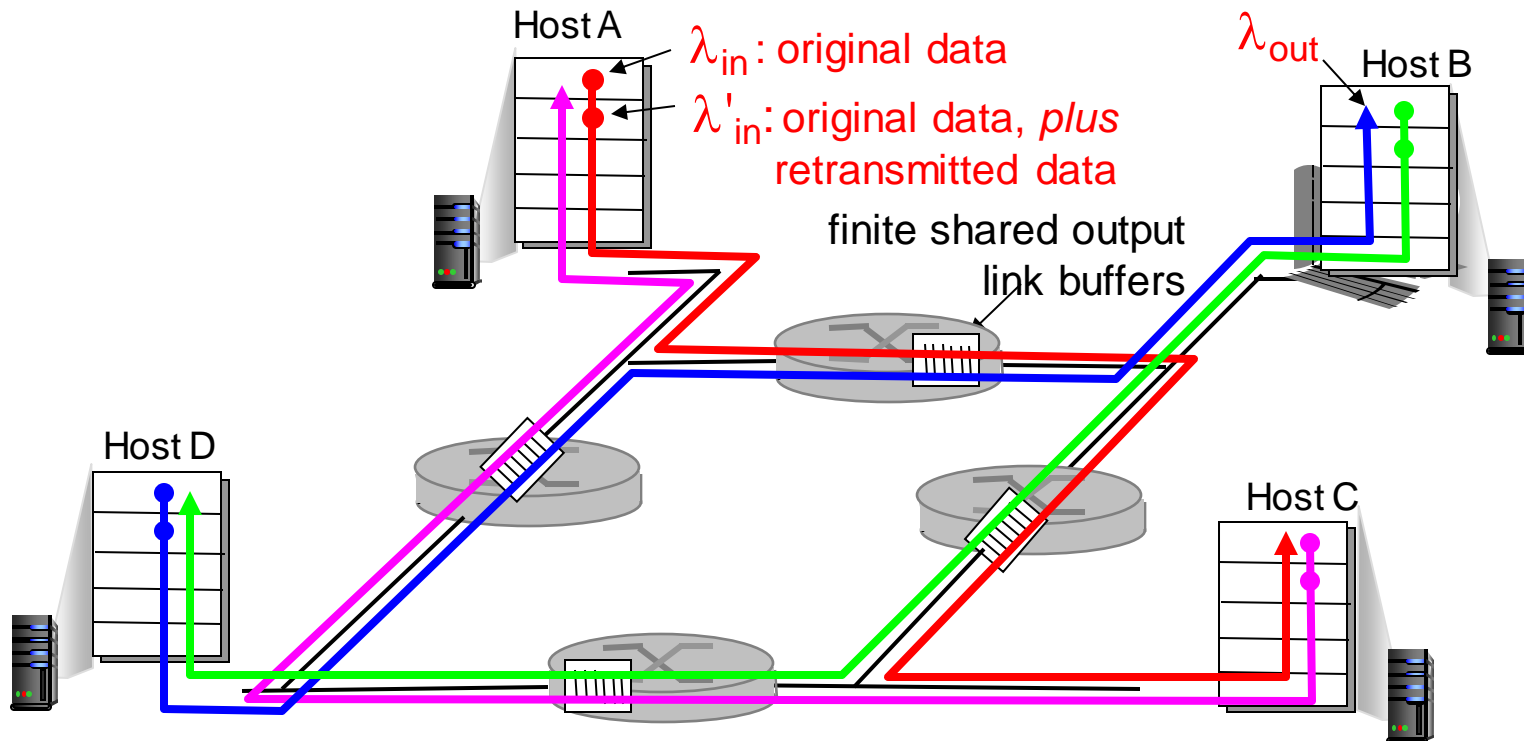 Host A
λin : original data
λ'in: original data, plus
retransmitted data
finite shared output
link buffers
λout
Host B
Host D
Host C